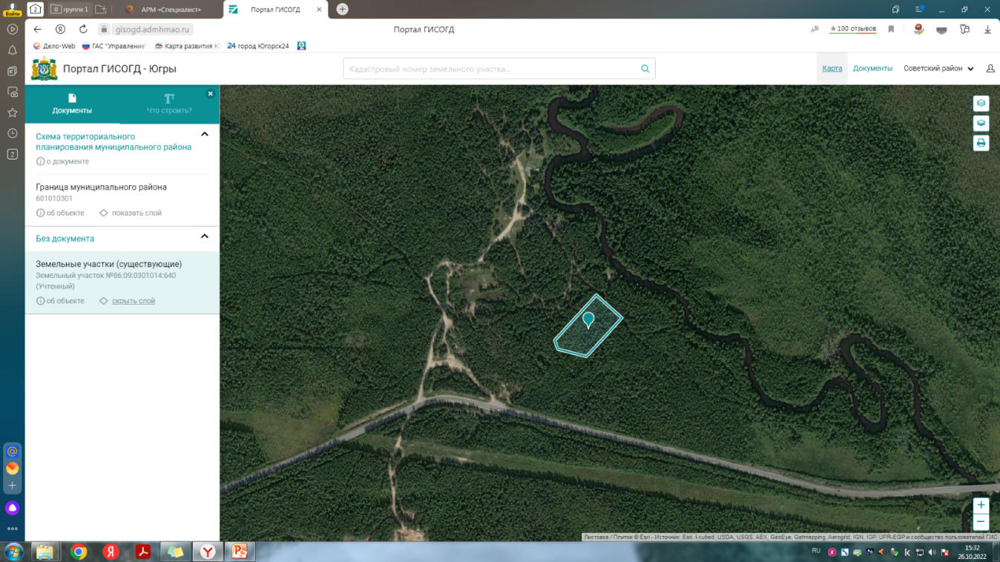 Войти
2
0 группа 1
АРМ «Специалист»
Портал ГИСОГД
gisogd.admhmao.ru
Портал ГИСОГД
★ 100 отзывов
Дело-Web
ГАС "Управление"
Карта развития Ю
24 город Югорск24
Портал ГИСОГД - Югры
Кадастровый номер земельного участка...
Карта
Документы
Советский район
Документы
Что строить?
Схема территориального
планирования муниципального района
о документе
Граница муниципального района
601010301
об объекте
показать слой
Без документа
Земельные участки (существующие)
Земельный участок №86:09:0301014:640
(Учтенный)
об объекте
скрыть слой
2
+
−
Листовка / Плитки © Esri - Источник: Esri, i-cubed, USDA, USGS, AEX, GeoEye, Getmapping, Aerogrid, IGN, IGP, UPR-EGP и сообщество пользователей ГИС
RU
15:32
26.10.2022